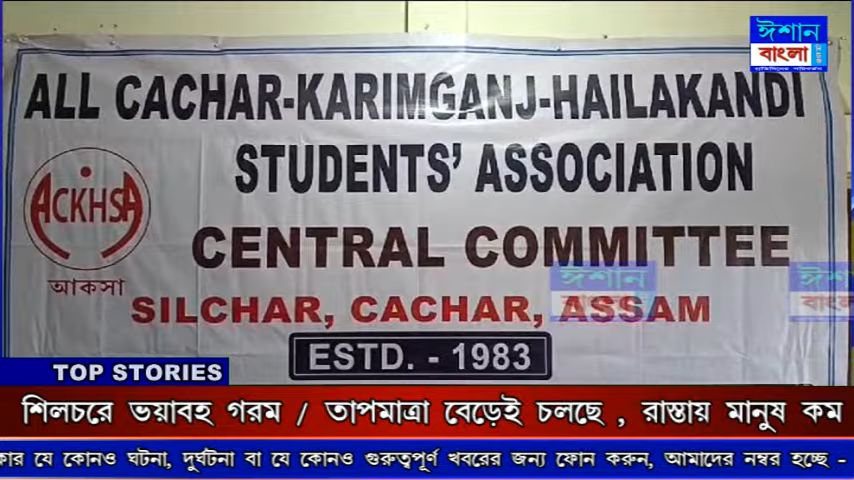 ঈশান
বাংলা
ALL CACHAR-KARIMGANJ-HAILAKANDI
STUDENTS' ASSOCIATION
ACKHSA
CENTRAL COMMITTEE
আকসা
ঈশান
ঈশান
SILCHAR, CACHAR, ASSAM
বাংলা
বাংল
ESTD. - 1983
TOP STORIES
শিলচরে ভয়াবহ গরম / তাপমাত্রা বেড়েই চলছে , রাস্তায় মানুষ কম
কার যে কোনও ঘটনা, দুর্ঘটনা বা যে কোনও গুরুত্বপূর্ণ খবরের জন্য ফোন করুন, আমাদের নম্বর হচ্ছে -